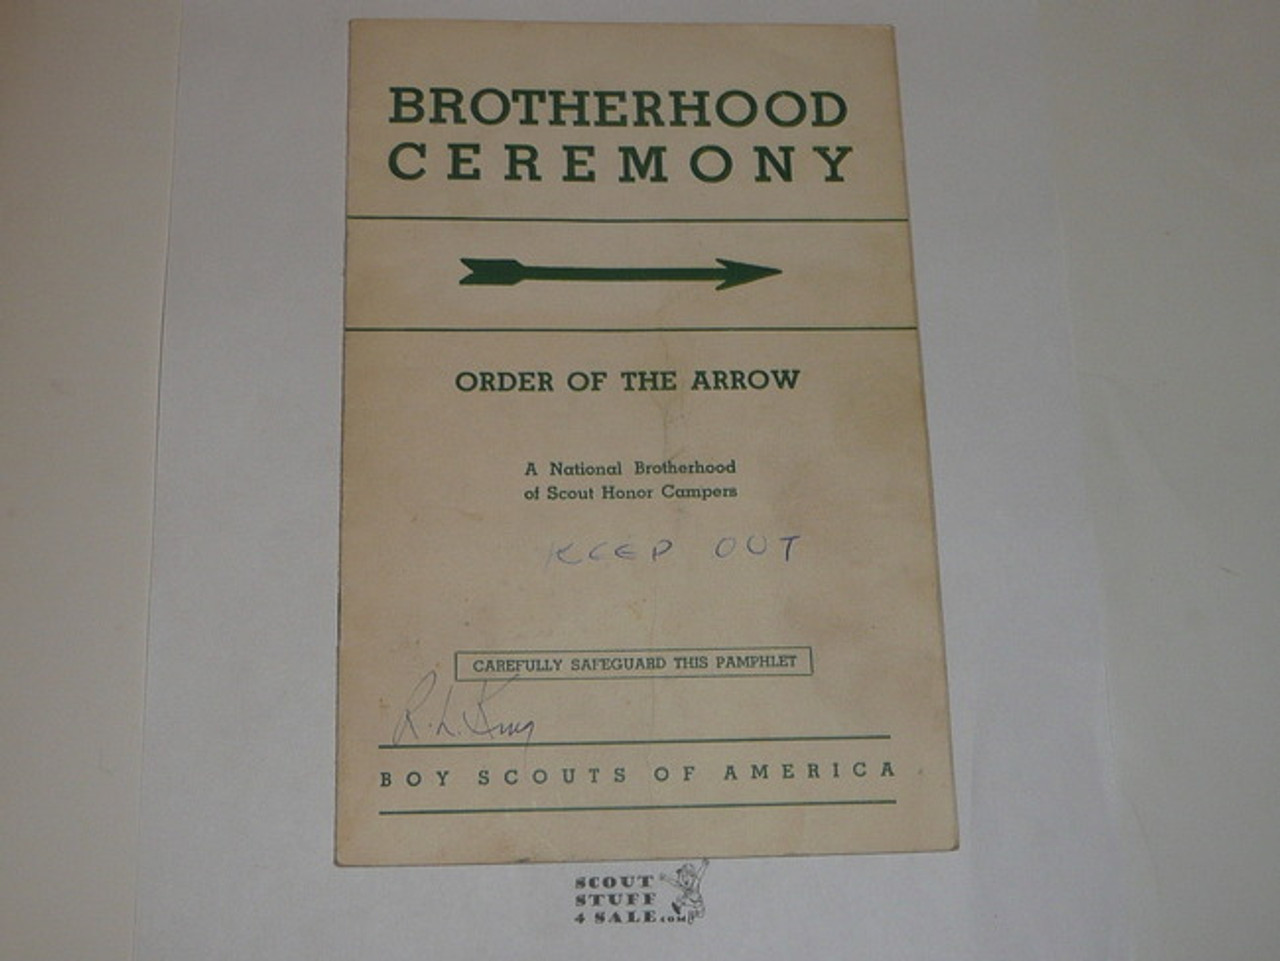 BROTHERHOOD
CEREMONY
ORDER OF THE ARROW
A National Brotherhood
of Scout Honor Campers
KEEP OUT
CAREFULLY SAFEGUARD THIS PAMPHLET
R. L. King
BOY SCOUTS OF AMERICA
SCOUT
STUFF
4 SALE.COM